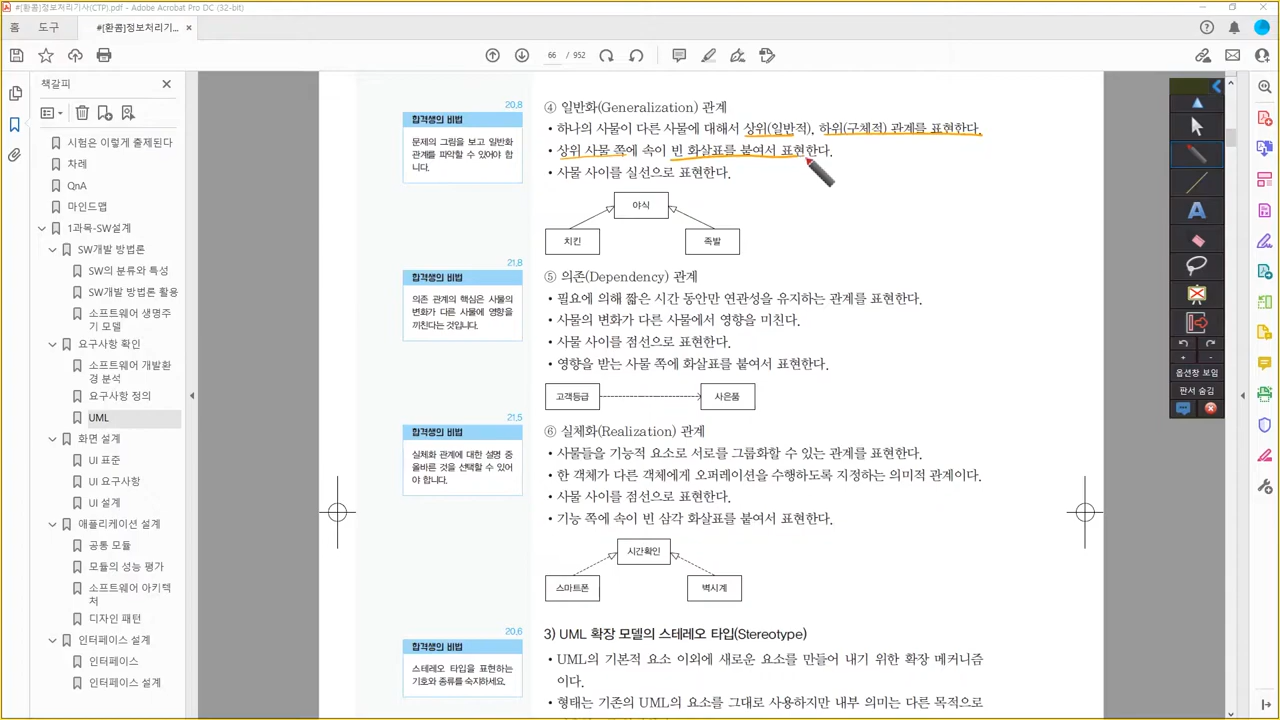 #[환콤]정보처리기사(CTP).pdf - Adobe Acrobat Pro DC (32-bit)
홈
도구
#[환콤]정보처리기... ×
66 / 952
책갈피
시험은 이렇게 출제된다
차례
QnA
마인드맵
1과목-SW설계
SW개발 방법론
SW의 분류와 특성
SW개발 방법론 활용
소프트웨어 생명주
기 모델
요구사항 확인
소프트웨어 개발환
경 분석
요구사항 정의
UML
화면 설계
UI 표준
UI 요구사항
UI 설계
애플리케이션 설계
공통 모듈
모듈의 성능 평가
소프트웨어 아키텍
처
디자인 패턴
인터페이스 설계
인터페이스
인터페이스 설계
20.8
합격생의 비법
문제의 그림을 보고 일반화
관계를 파악할 수 있어야 합
니다.
④ 일반화(Generalization) 관계
• 하나의 사물이 다른 사물에 대해서 상위(일반적), 하위(구체적) 관계를 표현한다.
• 상위 사물 쪽에 속이 빈 화살표를 붙여서 표현한다.
• 사물 사이를 실선으로 표현한다.
야식
치킨
족발
21.8
합격생의 비법
의존 관계의 핵심은 사물의
변화가 다른 사물에 영향을
끼친다는 것입니다.
⑤ 의존(Dependency) 관계
• 필요에 의해 짧은 시간 동안만 연관성을 유지하는 관계를 표현한다.
• 사물의 변화가 다른 사물에서 영향을 미친다.
• 사물 사이를 점선으로 표현한다.
• 영향을 받는 사물 쪽에 화살표를 붙여서 표현한다.
고객등급
사은품
21.5
합격생의 비법
실체화 관계에 대한 설명 중
올바른 것을 선택할 수 있어
야 합니다.
⑥ 실체화(Realization) 관계
• 사물들을 기능적 요소로 서로를 그룹화할 수 있는 관계를 표현한다.
• 한 객체가 다른 객체에게 오퍼레이션을 수행하도록 지정하는 의미적 관계이다.
• 사물 사이를 점선으로 표현한다.
• 기능 쪽에 속이 빈 삼각 화살표를 붙여서 표현한다.
시간확인
스마트폰
벽시계
20.6
합격생의 비법
스테레오 타입을 표현하는
기호와 종류를 숙지하세요.
3) UML 확장 모델의 스테레오 타입(Stereotype)
• UML의 기본적 요소 이외에 새로운 요소를 만들어 내기 위한 확장 메커니즘
이다.
• 형태는 기존의 UML의 요소를 그대로 사용하지만 내부 의미는 다른 목적으로
옵션창 보임
판서 숨김